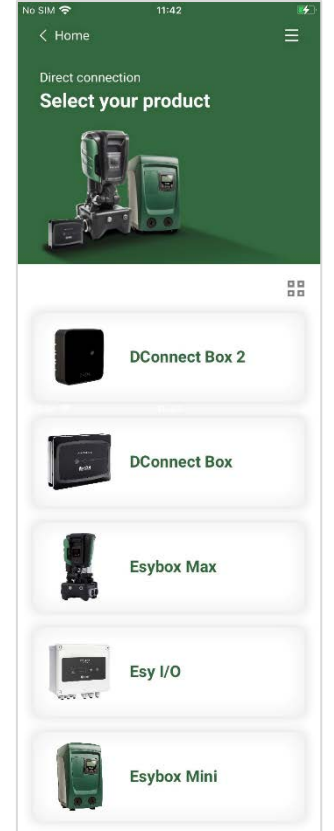 No SIM 11:42
Home
Direct connection
Select your product
DConnect Box 2
DConnect Box
Esybox Max
Esy I/O
Esybox Mini